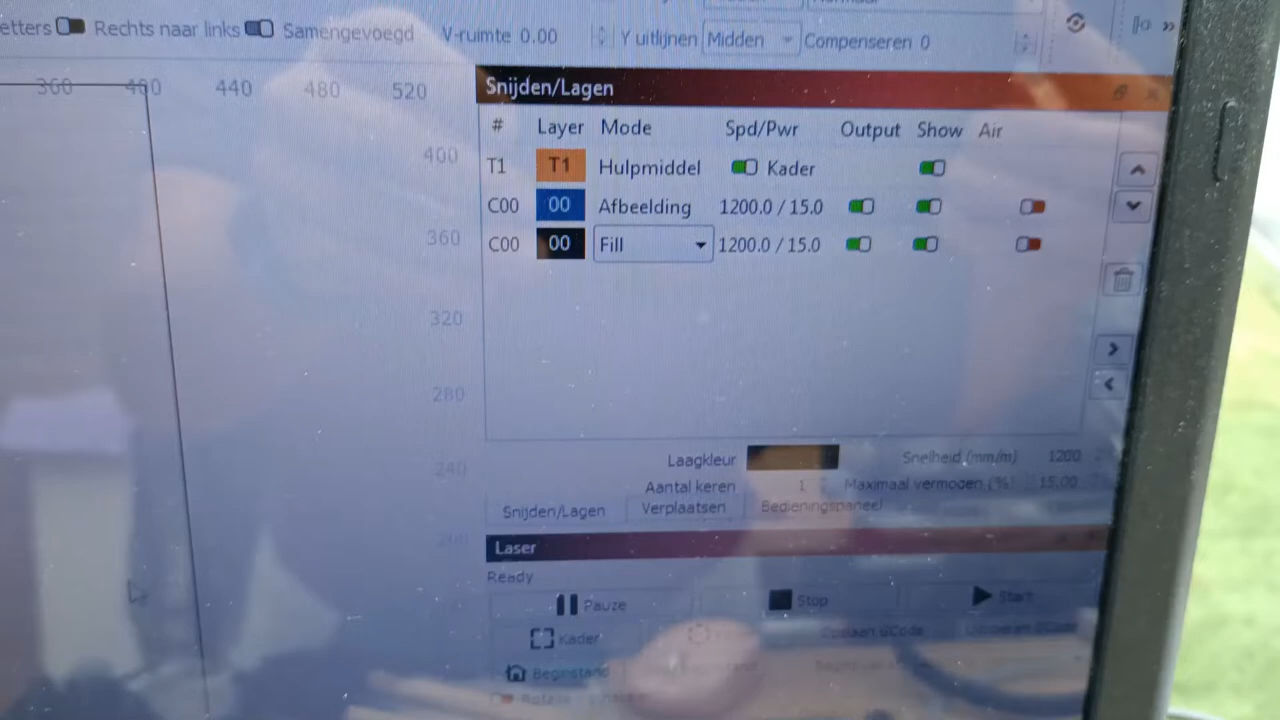 etters Rechts naar links Samengevoegd V-ruimte 0.00 Y uitlijnen Midden Compenseren 0
360 400 440 480 520
Snijden/Lagen
# Layer Mode Spd/Pwr Output Show Air
T1 T1 Hulpmiddel Kader
C00 00 Afbeelding 1200.0 / 15.0
C00 00 Fill 1200.0 / 15.0
400
360
320
280
240
Laagkleur Snelheid (mm/m) 1200
Aantal keren 1 Maximaal vermogen (%) 15,00
Snijden/Lagen Verplaatsen Bedieningspaneel
Laser
Ready
Pauze Stop Start
Kader
Beginstand